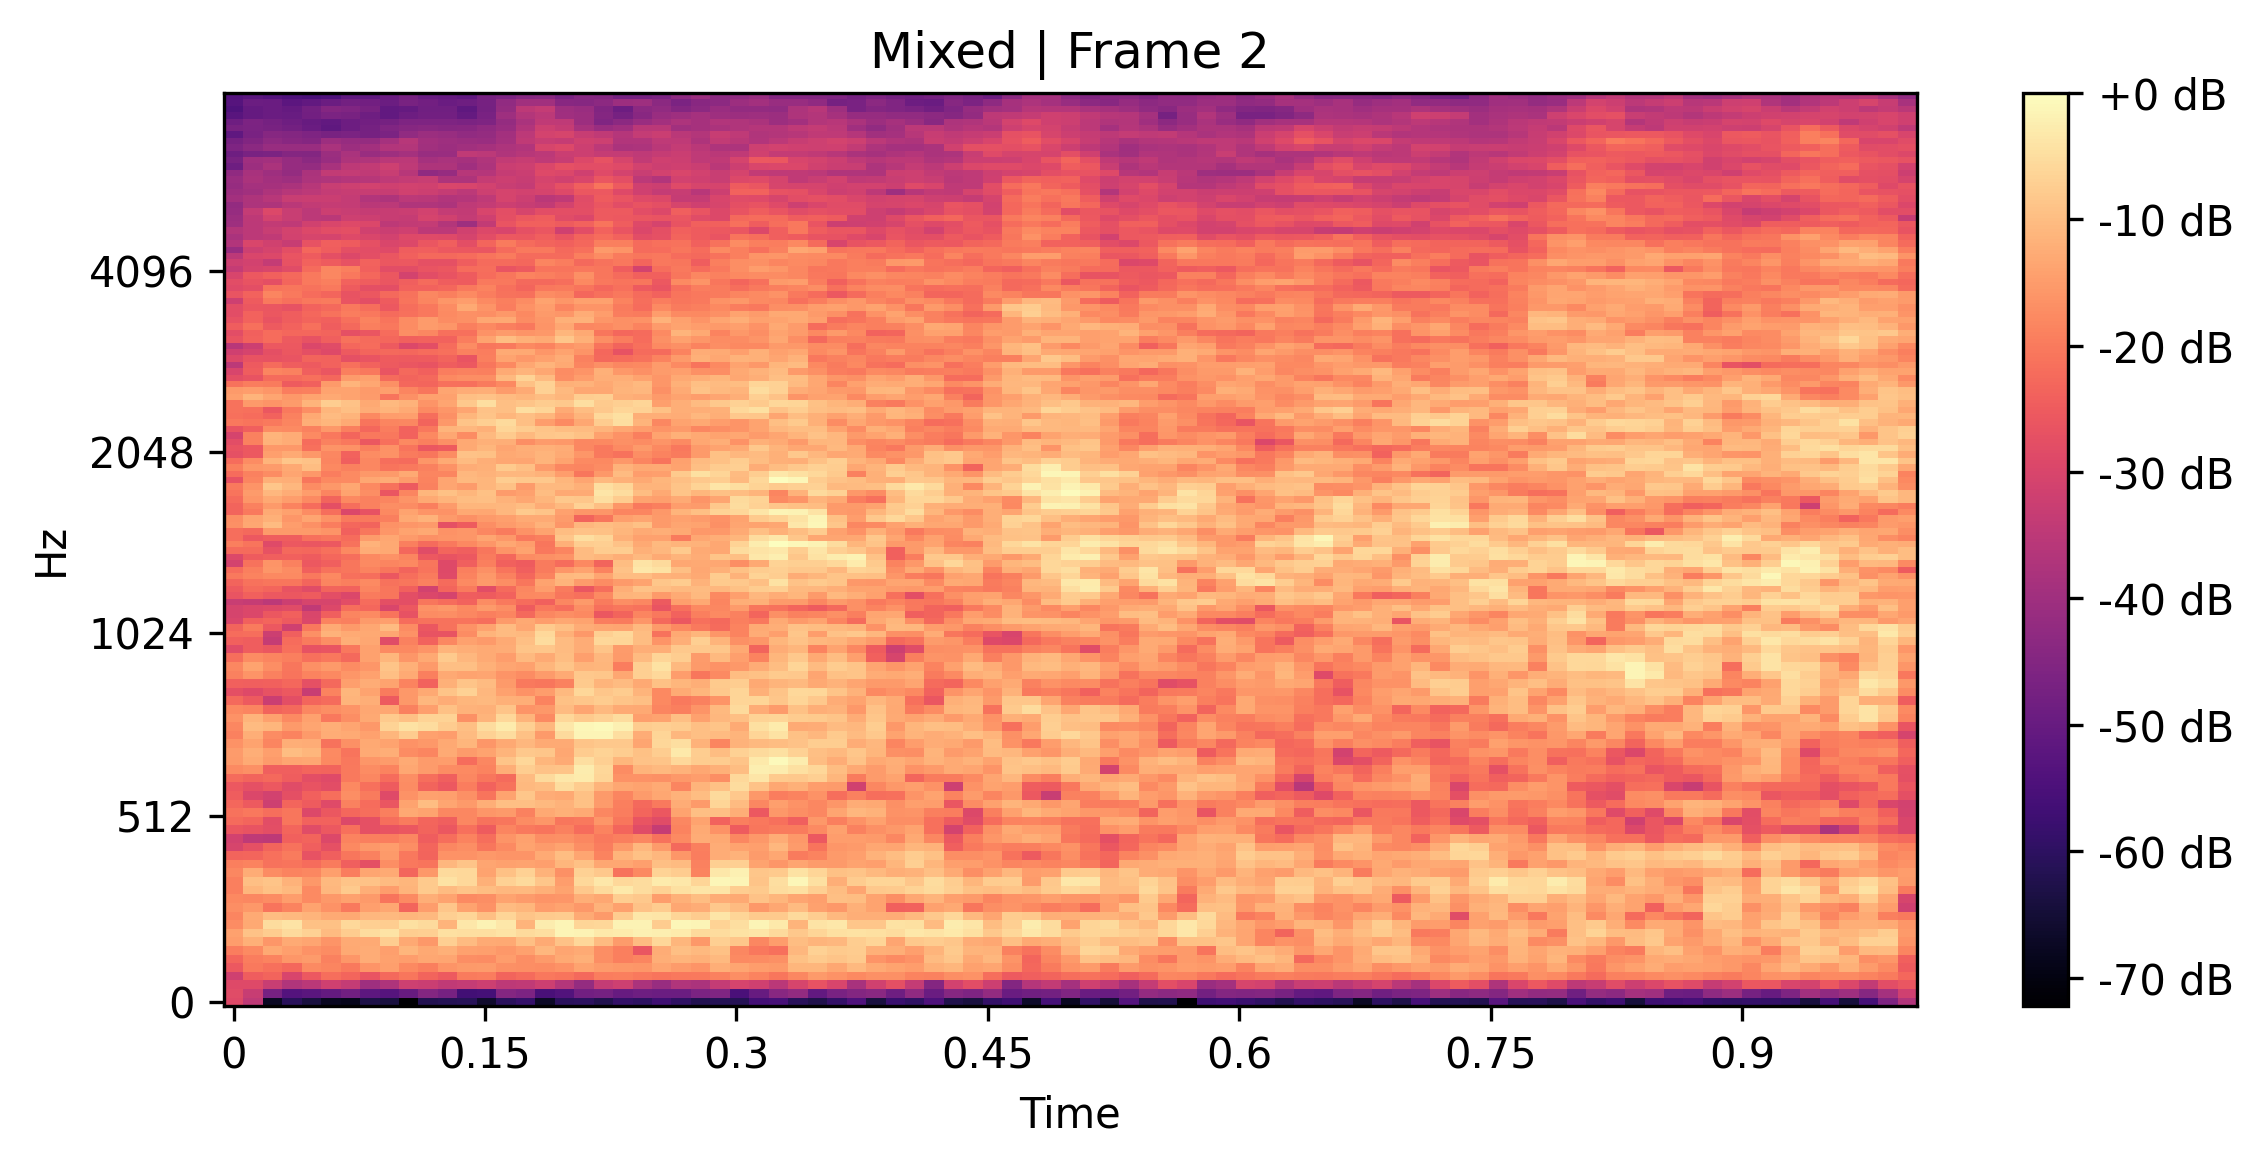 Mixed | Frame 2
+0 dB
-10 dB
-20 dB
-30 dB
-40 dB
-50 dB
-60 dB
-70 dB
4096
2048
1024
512
0
Hz
0 0.15 0.3 0.45 0.6 0.75 0.9
Time